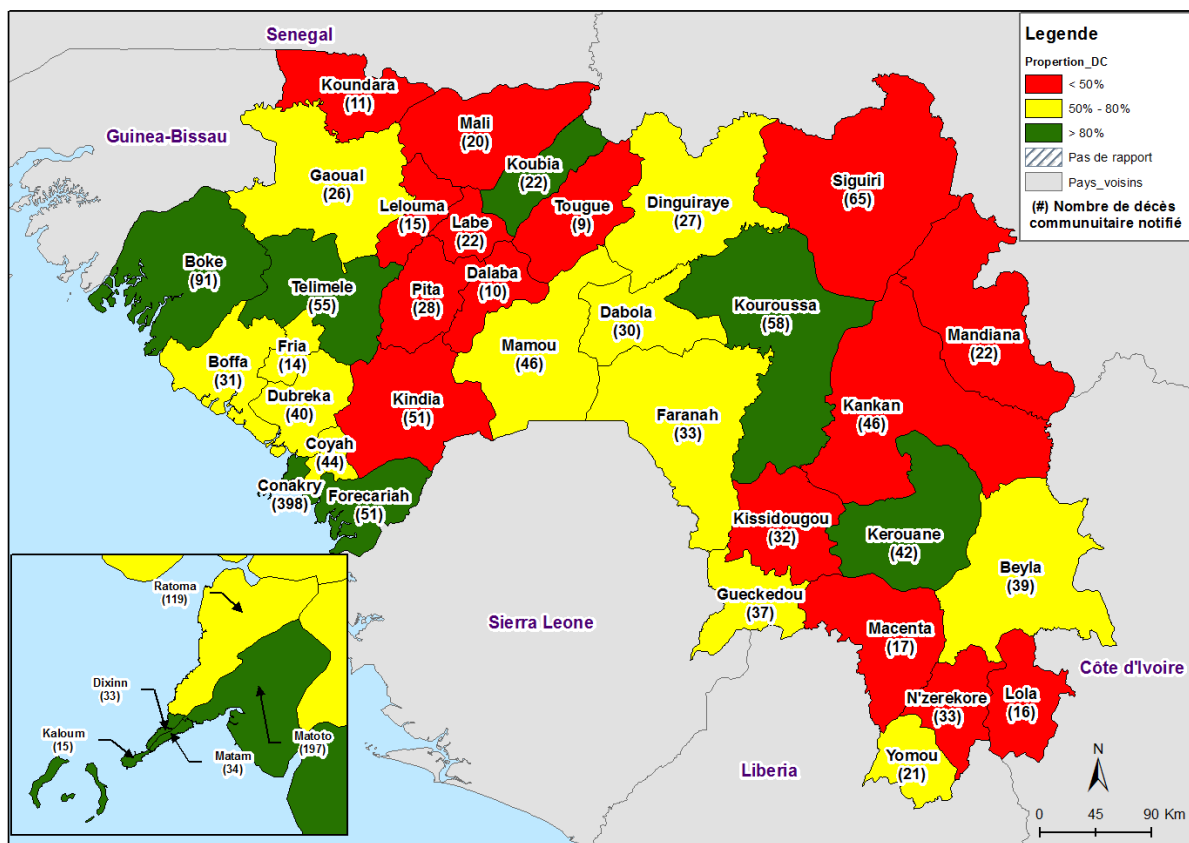 Senegal
Guinea-Bissau
Koundara
(11)
Mali
(20)
Koubia
(22)
Gaoual
(26)
Lelouma
(15)
Labe
(22)
Tougue
(9)
Dinguiraye
(27)
Siguiri
(65)
Boke
(91)
Telimele
(55)
Pita
(28)
Dalaba
(10)
Kouroussa
(58)
Mandiana
(22)
Dabola
(30)
Mamou
(46)
Fria
(14)
Boffa
(31)
Dubreka
(40)
Kindia
(51)
Faranah
(33)
Kankan
(46)
Coyah
(44)
Conakry
(398)
Forecariah
(51)
Kissidougou
(32)
Kerouane
(42)
Beyla
(39)
Gueckedou
(37)
Sierra Leone
Macenta
(17)
Côte d'Ivoire
N'zerekore
(33)
Lola
(16)
Yomou
(21)
Liberia
Ratoma
(119)
Dixinn
(33)
Kaloum
(15)
Matam
(34)
Matoto
(197)
Legende
Propertion_DC
< 50%
50% - 80%
> 80%
Pas de rapport
Pays_voisins
(#) Nombre de décès
communuitaire notifié
N
0 45 90 Km